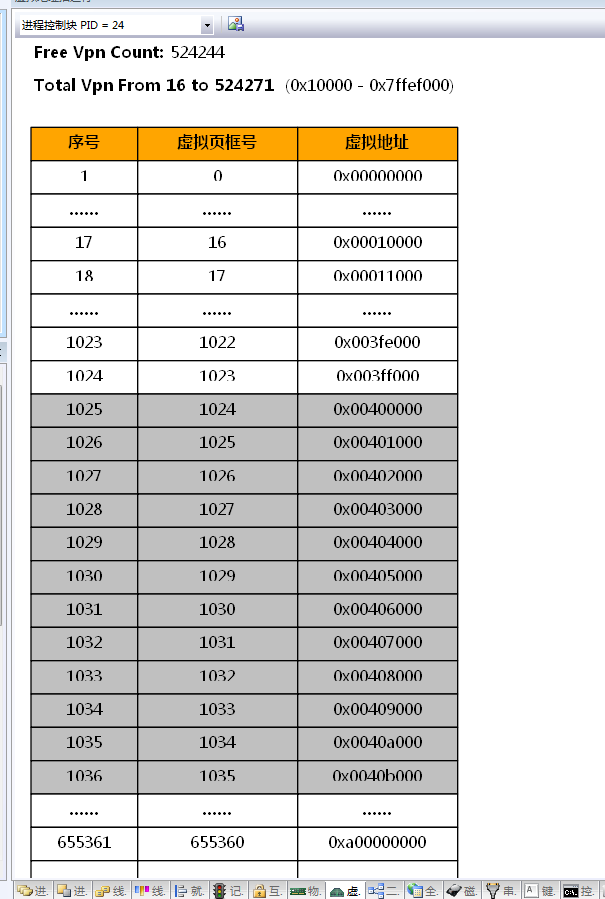 进程控制块 PID = 24
Free Vpn Count: 524244
Total Vpn From 16 to 524271 (0x10000 - 0x7ffef000)
序号 虚拟页框号 虚拟地址
1 0 0x00000000
...... ...... ......
17 16 0x00010000
18 17 0x00011000
...... ...... ......
1023 1022 0x003fe000
1024 1023 0x003ff000
1025 1024 0x00400000
1026 1025 0x00401000
1027 1026 0x00402000
1028 1027 0x00403000
1029 1028 0x00404000
1030 1029 0x00405000
1031 1030 0x00406000
1032 1031 0x00407000
1033 1032 0x00408000
1034 1033 0x00409000
1035 1034 0x0040a000
1036 1035 0x0040b000
...... ...... ......
655361 655360 0xa00000000
进. 进. 线. 线. 就. 记. 互. 物. 虚. 二. 全. 磁. 串. 键. 控.